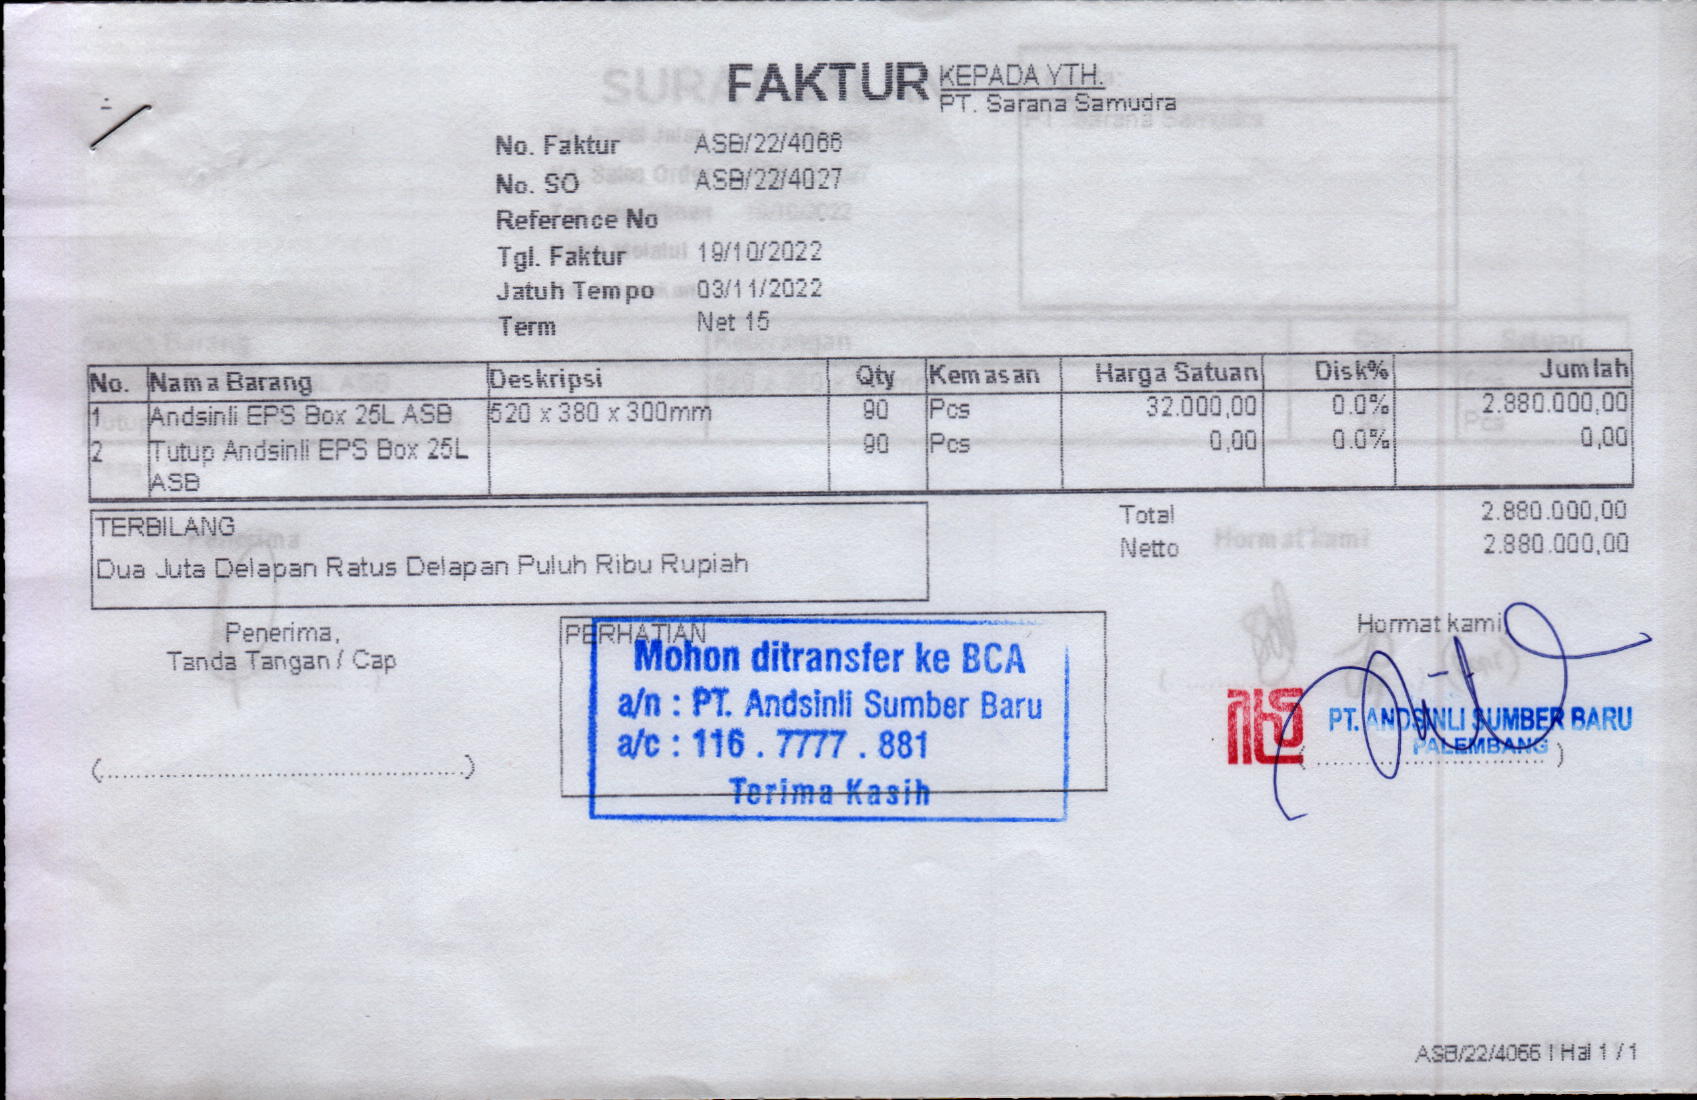 FAKTUR
KEPADA YTH.
PT. Sarana Samudra
No. Faktur ASB/22/4066
No. SO ASB/22/4027
Reference No
Tgl. Faktur 19/10/2022
Jatuh Tempo 03/11/2022
Term Net 15
No. Nama Barang Deskripsi Qty Kemasan Harga Satuan Disk% Jumlah
1 Andsinli EPS Box 25L ASB 520 x 380 x 300mm 90 Pcs 32.000,00 0.0% 2.880.000,00
2 Tutup Andsinli EPS Box 25L 90 Pcs 0,00 0.0% 0,00
ASB
TERBILANG
Dua Juta Delapan Ratus Delapan Puluh Ribu Rupiah
Total 2.880.000,00
Netto 2.880.000,00
Penerima,
Tanda Tangan / Cap
(..........................................)
PERHATIAN
Mohon ditransfer ke BCA
a/n : PT. Andsinli Sumber Baru
a/c : 116 . 7777 . 881
Terima Kasih
Hormat kami
PT. ANDSINLI SUMBER BARU
PALEMBANG
(..............................)
ASB/22/4066 | Hal 1 / 1